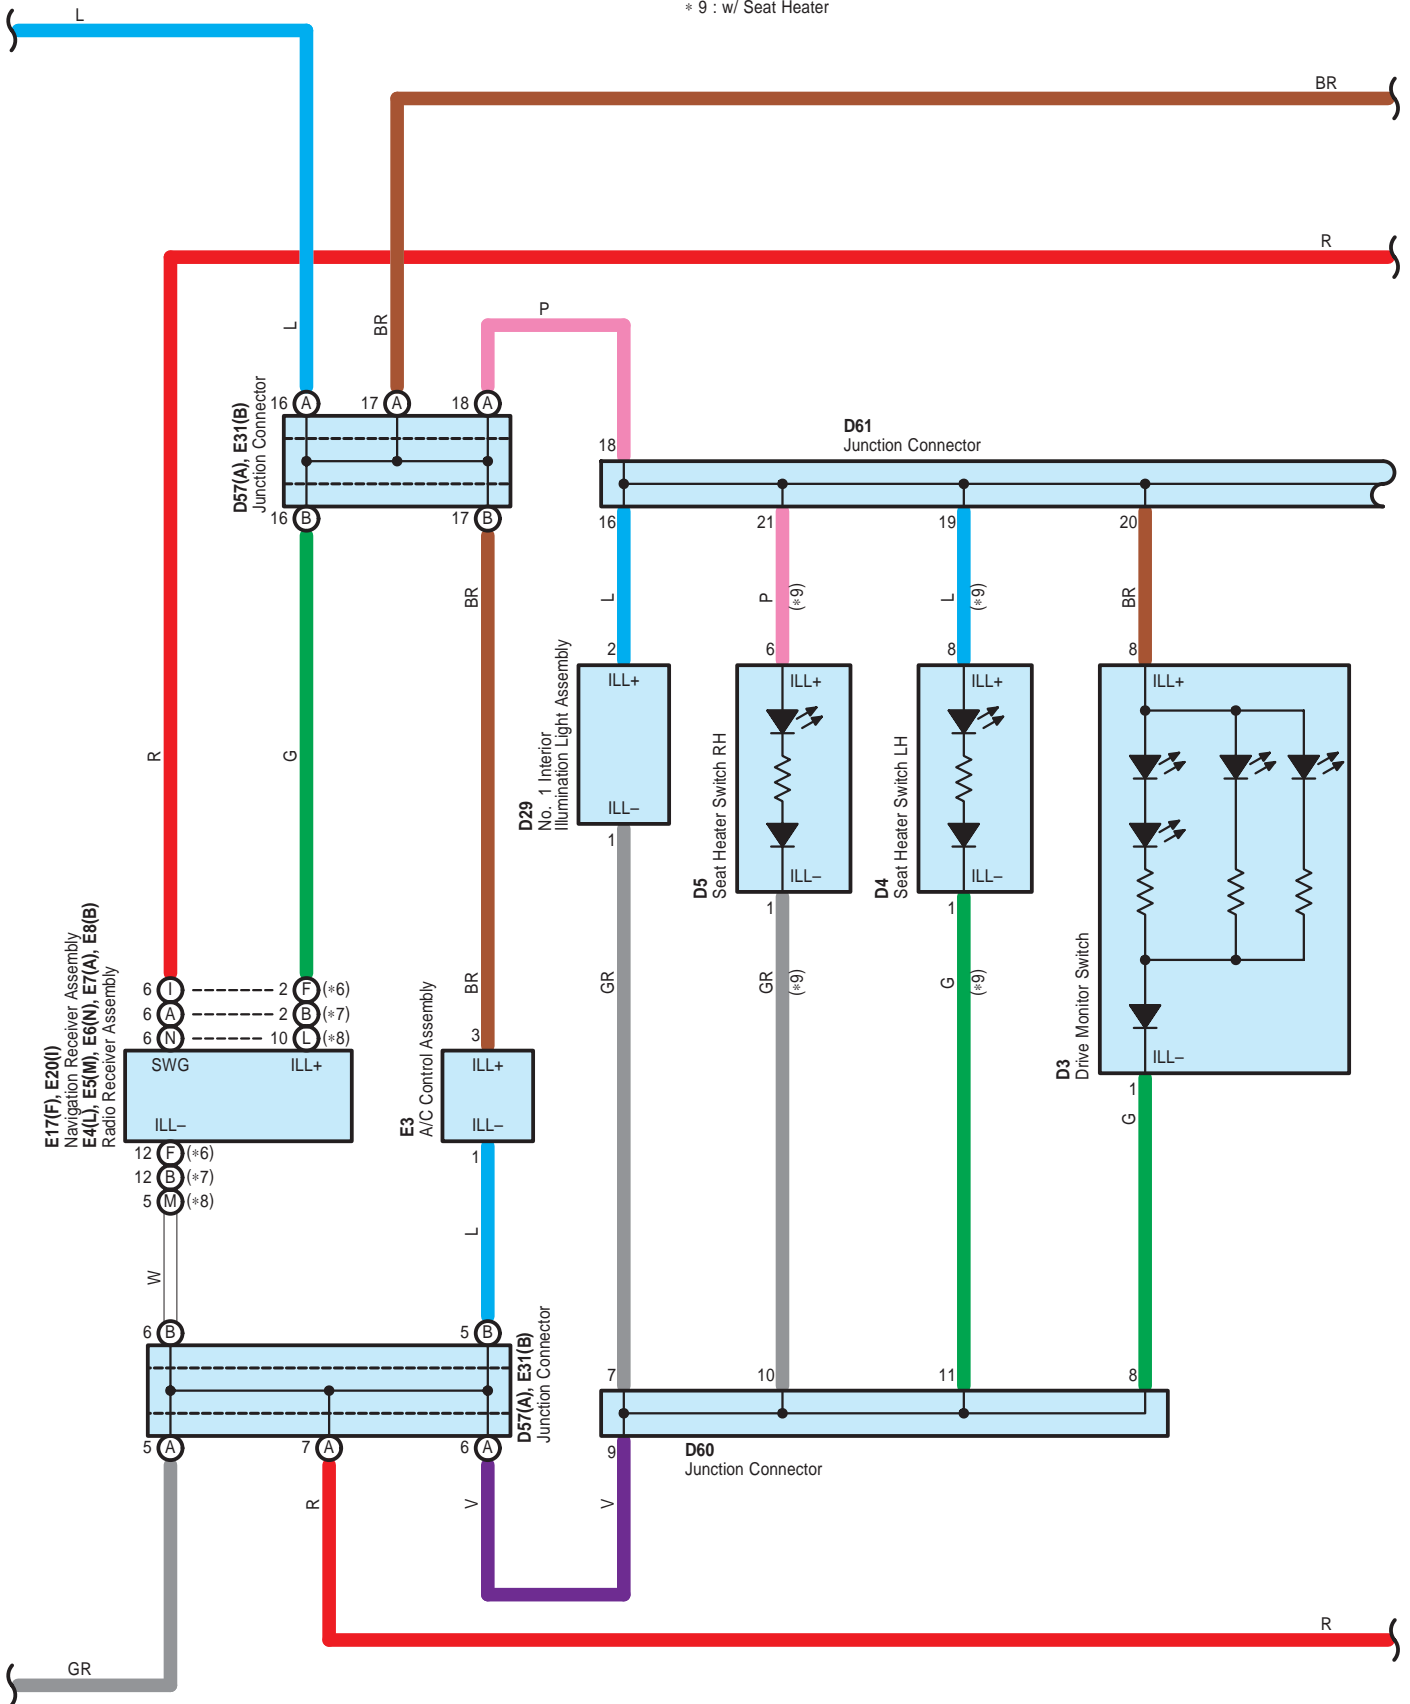 ∗ 9 : w/ Seat Heater
L
BR
R
P
L
BR
16 A
17 A
18 A
D57(A), E31(B)
Junction Connector
16 B
17 B
D61
Junction Connector
18
16
21
19
20
BR
L
P
(∗9)
L
(∗9)
BR
2
6
8
8
ILL+
ILL+
ILL+
ILL+
R
G
D29
No. 1 Interior
Illumination Light Assembly
ILL–
1
D5
Seat Heater Switch RH
ILL–
1
D4
Seat Heater Switch LH
ILL–
1
D3
Drive Monitor Switch
ILL–
1
BR
GR
GR
(∗9)
G
(∗9)
G
6 I
2 F (∗6)
6 A
2 B (∗7)
6 N
10 L (∗8)
SWG
ILL+
ILL–
E17(F), E20(I)
Navigation Receiver Assembly
E4(L), E5(M), E6(N), E7(A), E8(B)
Radio Receiver Assembly
12 F (∗6)
12 B (∗7)
5 M (∗8)
3
ILL+
ILL–
E3
A/C Control Assembly
1
W
L
6 B
5 B
D57(A), E31(B)
Junction Connector
5 A
7 A
6 A
7
10
11
8
9
D60
Junction Connector
R
V
V
R
GR